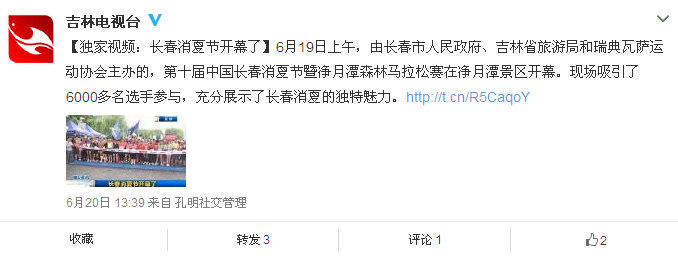 吉林电视台
【独家视频：长春消夏节开幕了】6月19日上午，由长春市人民政府、吉林省旅游局和瑞典瓦萨运
动协会主办的，第十届中国长春消夏节暨净月潭森林马拉松赛在净月潭景区开幕。现场吸引了
6000多名选手参与，充分展示了长春消夏的独特魅力。http://t.cn/R5CaqoY
长春消夏节开幕了
6月20日 13:39 来自 孔明社交管理
收藏 转发 3 评论 1 2